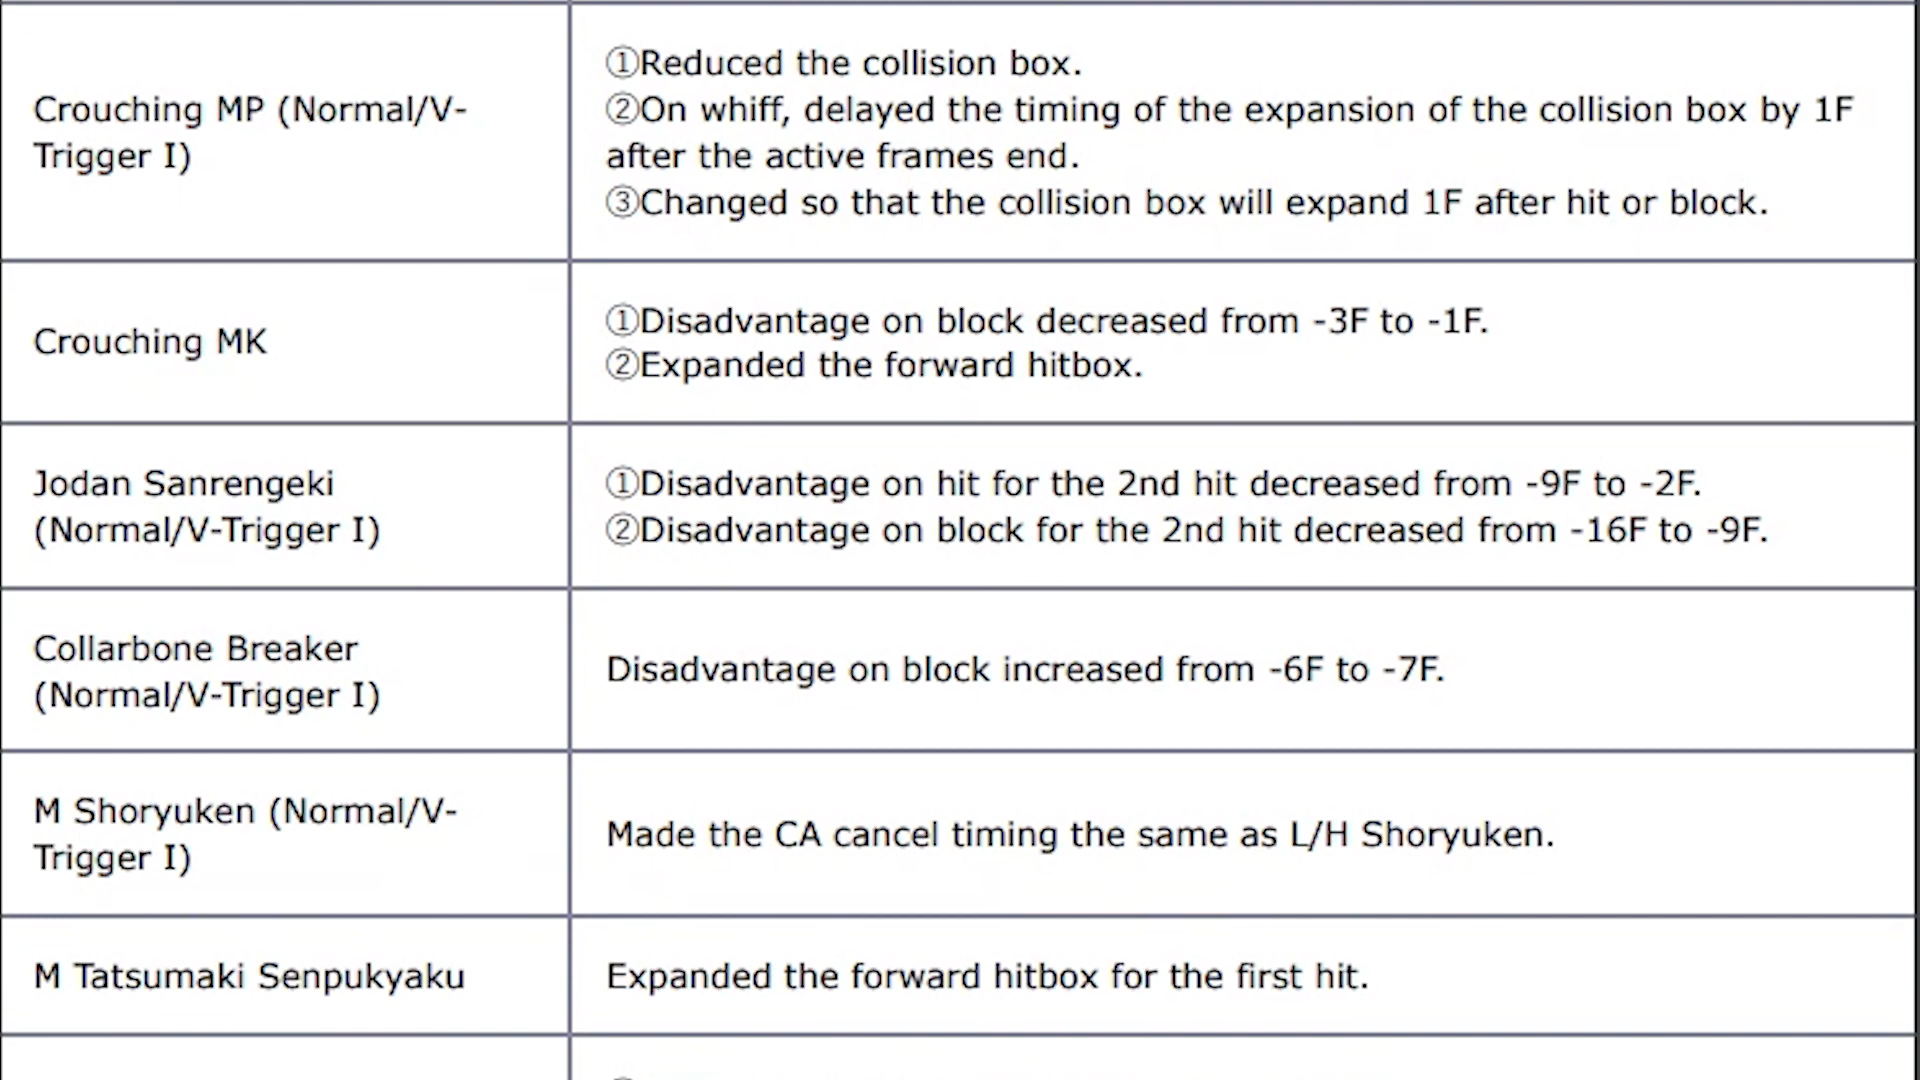 Crouching MP (Normal/V-
Trigger I)
①Reduced the collision box.
②On whiff, delayed the timing of the expansion of the collision box by 1F
after the active frames end.
③Changed so that the collision box will expand 1F after hit or block.
Crouching MK
①Disadvantage on block decreased from -3F to -1F.
②Expanded the forward hitbox.
Jodan Sanrengeki
(Normal/V-Trigger I)
①Disadvantage on hit for the 2nd hit decreased from -9F to -2F.
②Disadvantage on block for the 2nd hit decreased from -16F to -9F.
Collarbone Breaker
(Normal/V-Trigger I)
Disadvantage on block increased from -6F to -7F.
M Shoryuken (Normal/V-
Trigger I)
Made the CA cancel timing the same as L/H Shoryuken.
M Tatsumaki Senpukyaku
Expanded the forward hitbox for the first hit.